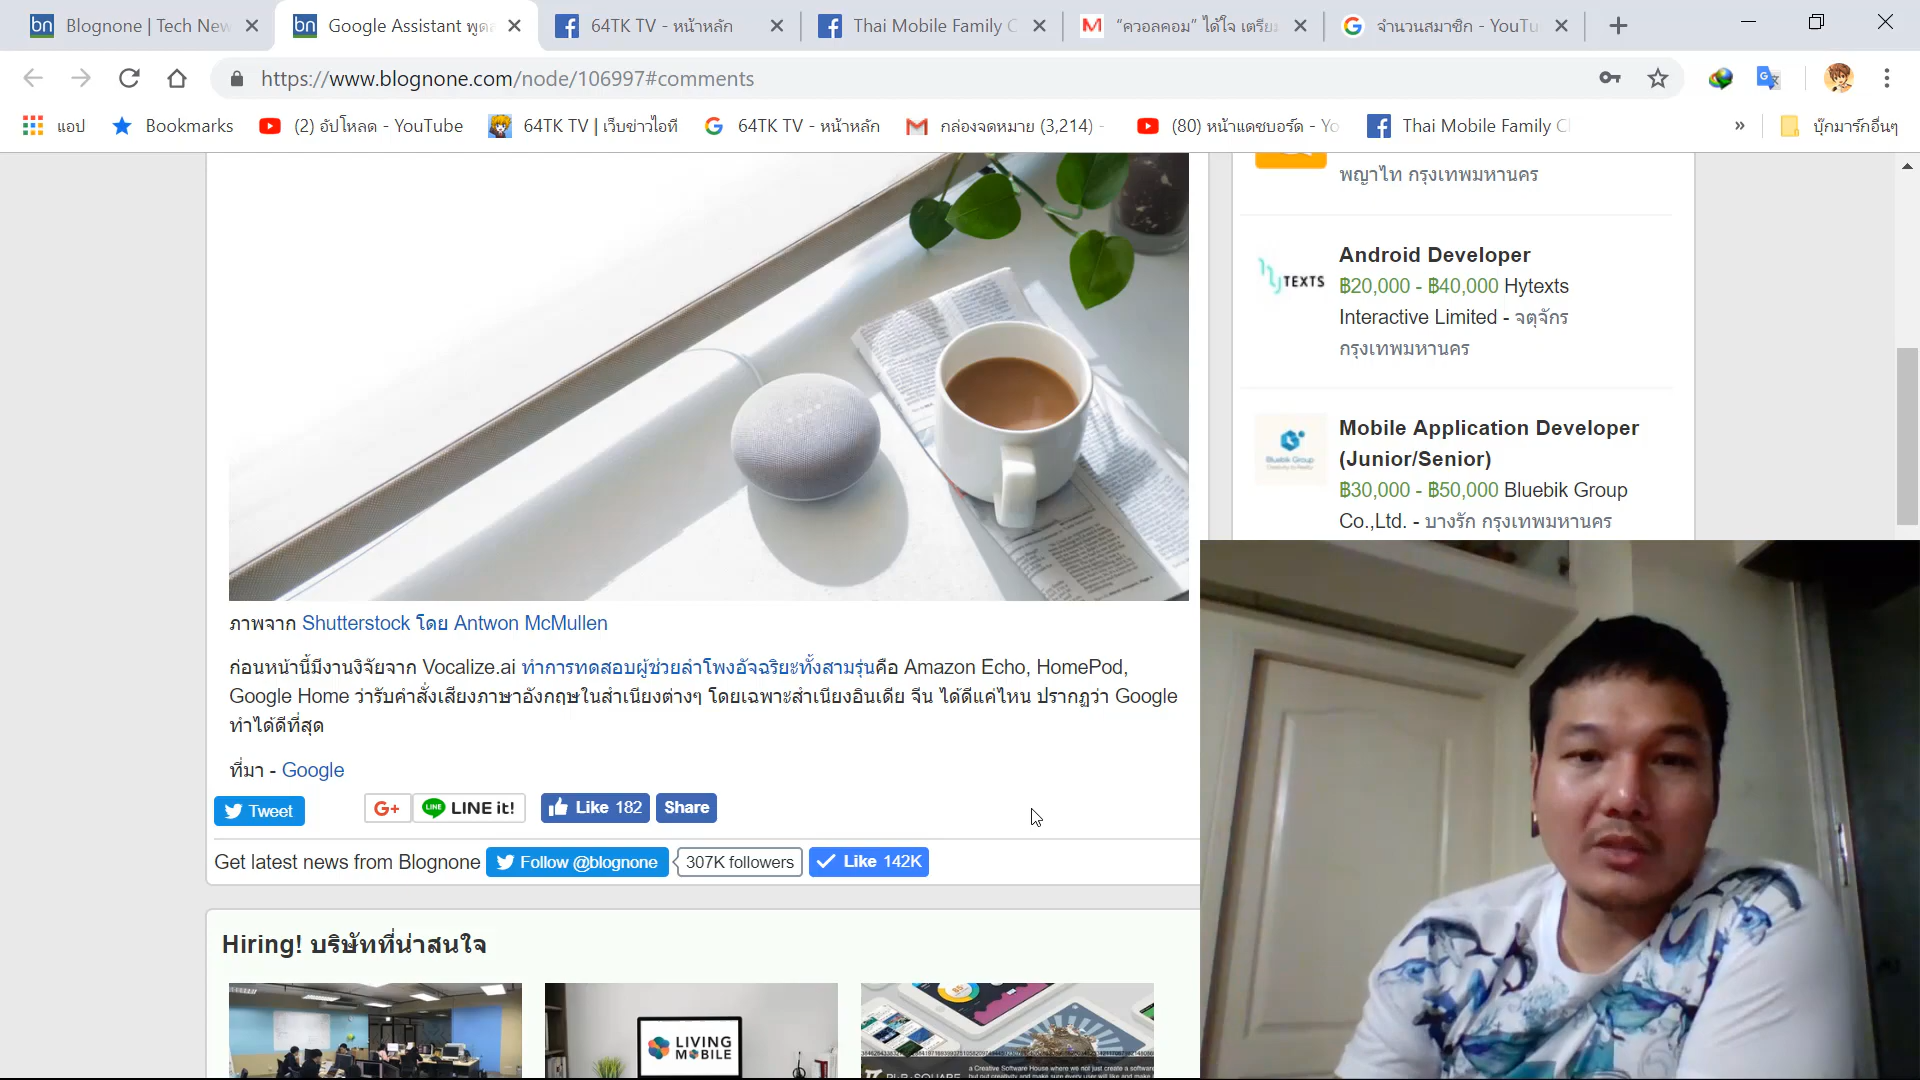 Blognone | Tech New
Google Assistant พูดส
64TK TV - หน้าหลัก
Thai Mobile Family C
"ควอลคอม" ได้ใจ เตรีย
จำนวนสมาชิก - YouTu
https://www.blognone.com/node/106997#comments
แอป
Bookmarks
(2) อัปโหลด - YouTube
64TK TV | เว็บข่าวไอที
64TK TV - หน้าหลัก
กล่องจดหมาย (3,214) -
(80) หน้าแดชบอร์ด - Yo
Thai Mobile Family Cl
»
บุ๊กมาร์กอื่นๆ
พญาไท กรุงเทพมหานคร
TEXTS
Android Developer
฿20,000 - ฿40,000 Hytexts
Interactive Limited - จตุจักร
กรุงเทพมหานคร
Bluebik Group
Mobile Application Developer
(Junior/Senior)
฿30,000 - ฿50,000 Bluebik Group
Co.,Ltd. - บางรัก กรุงเทพมหานคร
ภาพจาก Shutterstock โดย Antwon McMullen
ก่อนหน้านี้มีงานวิจัยจาก Vocalize.ai ทำการทดสอบผู้ช่วยลำโพงอัจฉริยะทั้งสามรุ่นคือ Amazon Echo, HomePod,
Google Home ว่ารับคำสั่งเสียงภาษาอังกฤษในสำเนียงต่างๆ โดยเฉพาะสำเนียงอินเดีย จีน ได้ดีแค่ไหน ปรากฏว่า Google
ทำได้ดีที่สุด
ที่มา - Google
Tweet
G+
LINE it!
Like 182
Share
Get latest news from Blognone
Follow @blognone
307K followers
Like 142K
Hiring! บริษัทที่น่าสนใจ
LIVING
MOBILE